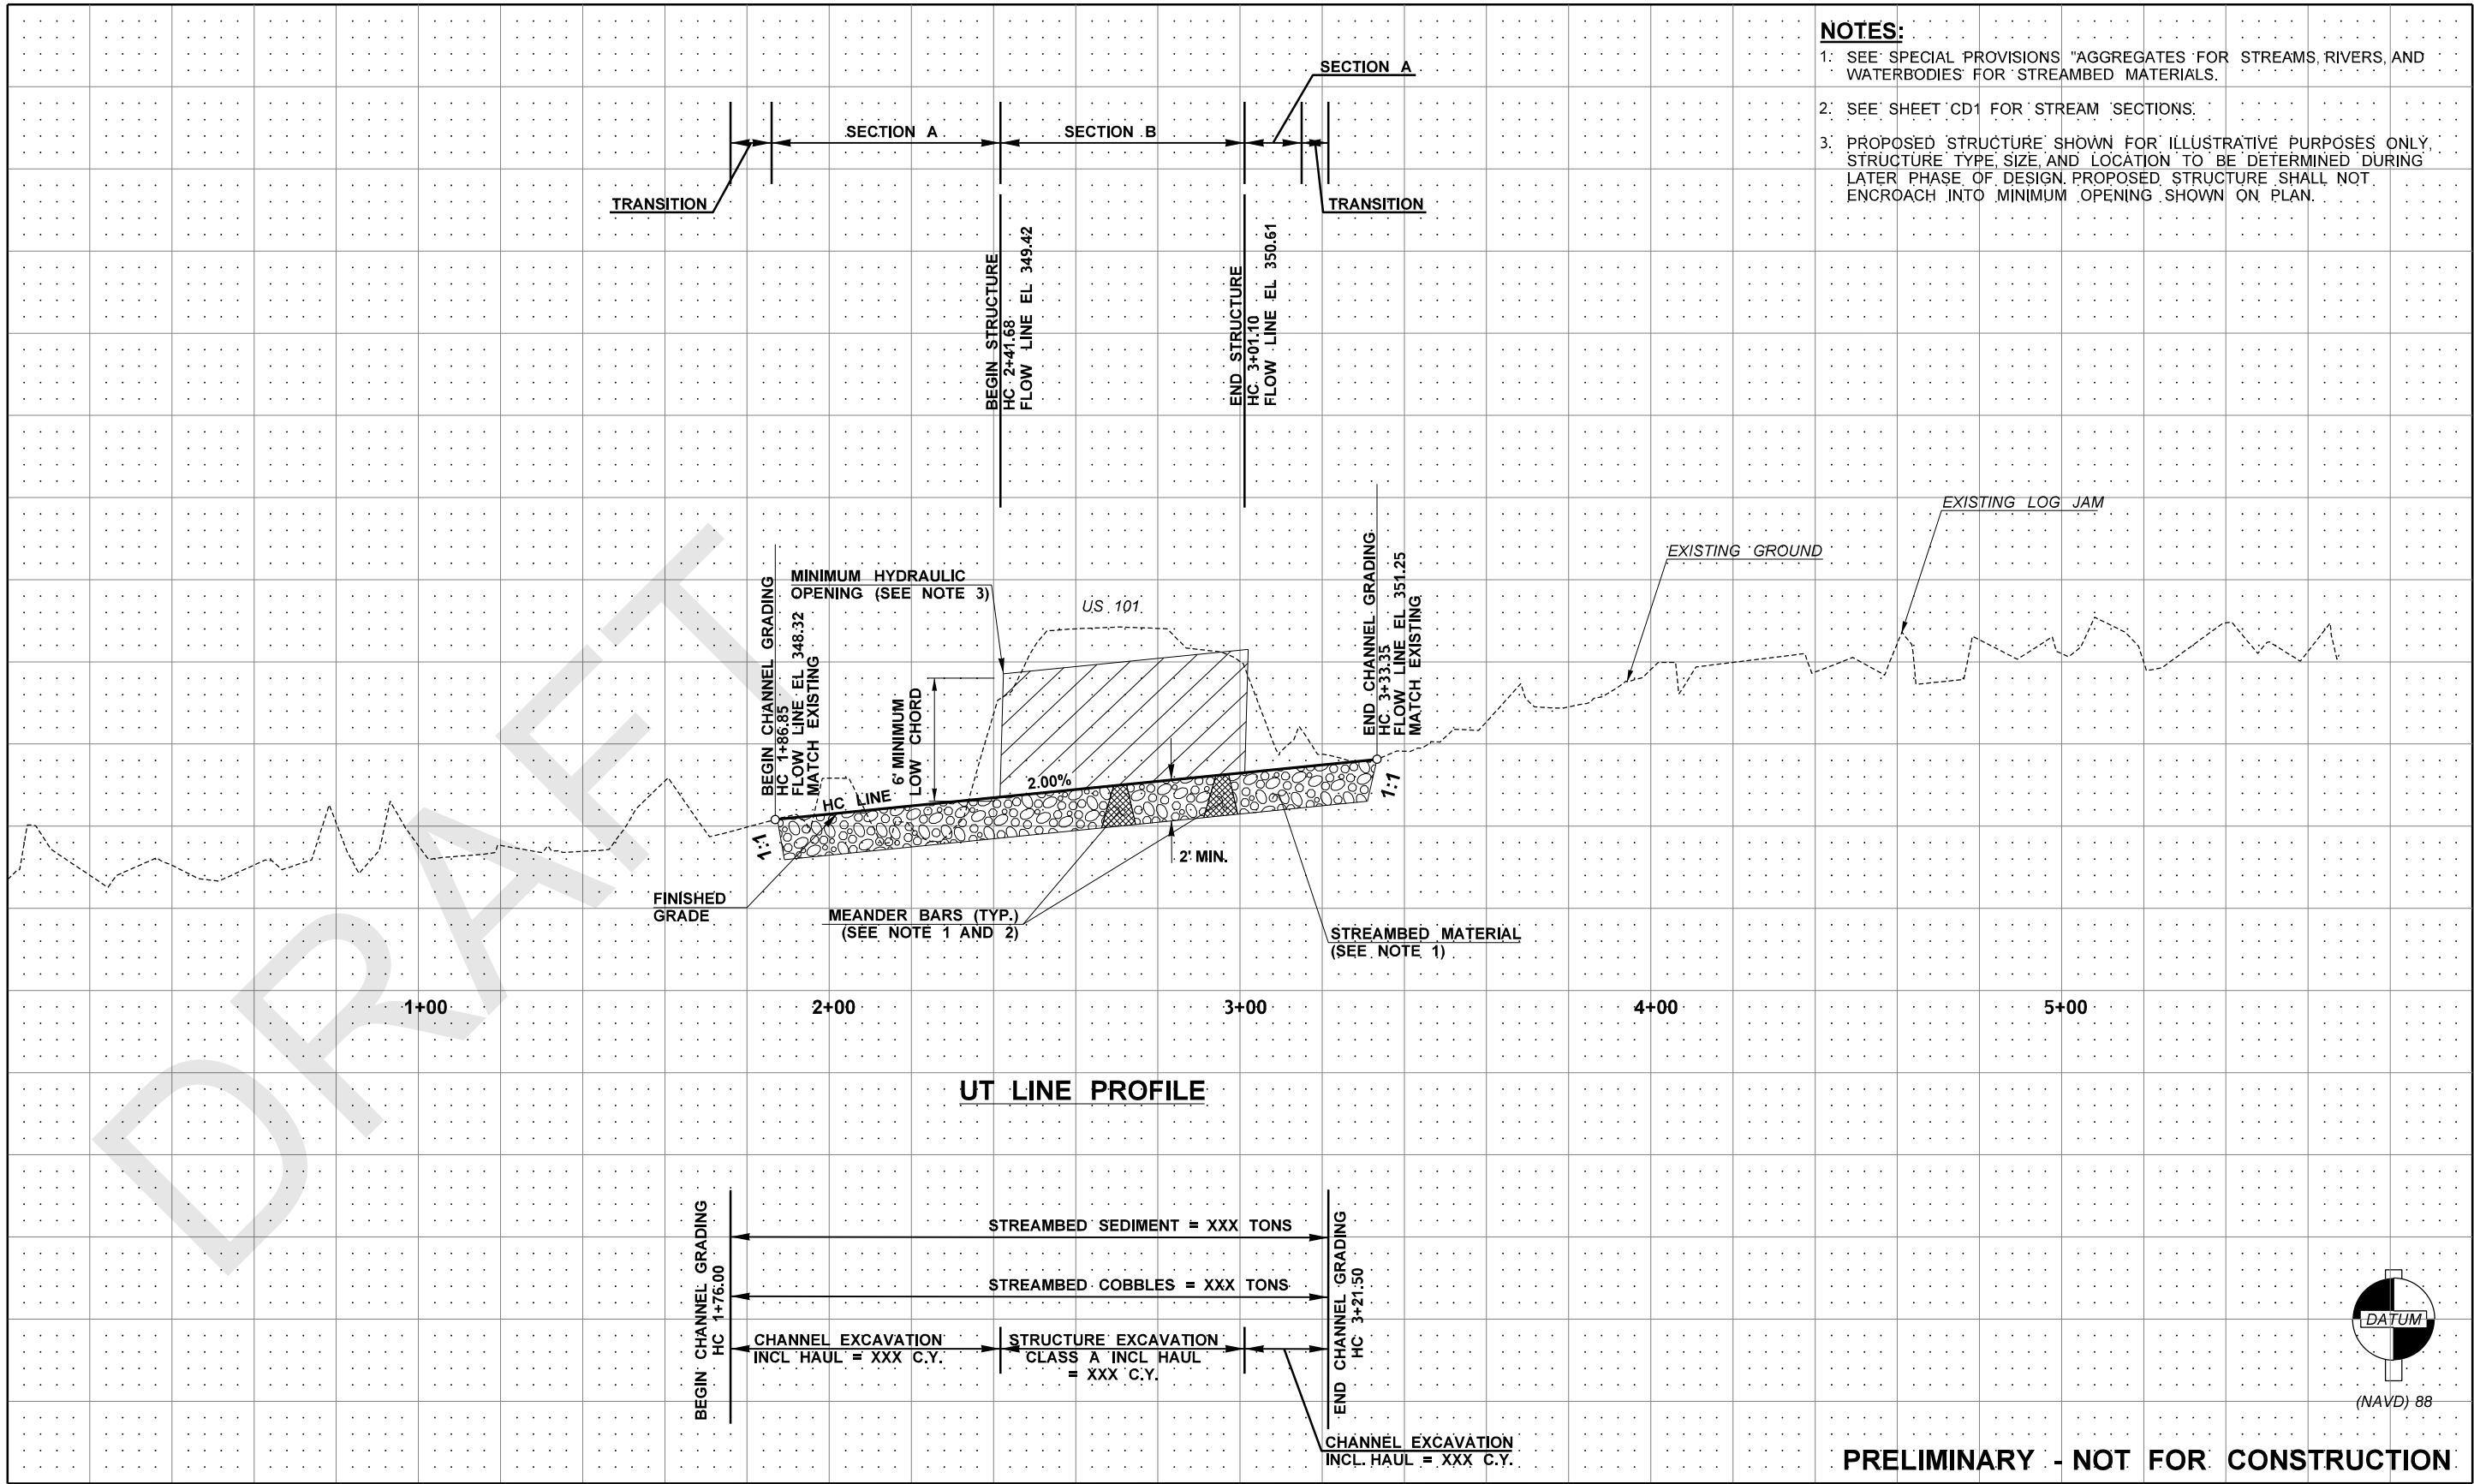 NOTES:
1. SEE SPECIAL PROVISIONS "AGGREGATES FOR STREAMS, RIVERS, AND
WATERBODIES FOR STREAMBED MATERIALS.
2. SEE SHEET CD1 FOR STREAM SECTIONS.
3. PROPOSED STRUCTURE SHOWN FOR ILLUSTRATIVE PURPOSES ONLY,
STRUCTURE TYPE, SIZE, AND LOCATION TO BE DETERMINED DURING
LATER PHASE OF DESIGN. PROPOSED STRUCTURE SHALL NOT
ENCROACH INTO MINIMUM OPENING SHOWN ON PLAN.
SECTION A
SECTION A
SECTION B
TRANSITION
TRANSITION
BEGIN STRUCTURE
HC 2+41.68
FLOW LINE EL 349.42
END STRUCTURE
HC 3+01.10
FLOW LINE EL 350.61
EXISTING LOG JAM
EXISTING GROUND
BEGIN CHANNEL GRADING
HC 1+86.85
FLOW LINE EL 348.32
MATCH EXISTING
MINIMUM HYDRAULIC
OPENING (SEE NOTE 3)
US 101
END CHANNEL GRADING
HC 3+33.35
FLOW LINE EL 351.25
MATCH EXISTING
6' MINIMUM
LOW CHORD
HC LINE
2.00%
1:1
1:1
2' MIN.
FINISHED
GRADE
MEANDER BARS (TYP.)
(SEE NOTE 1 AND 2)
STREAMBED MATERIAL
(SEE NOTE 1)
1+00
2+00
3+00
4+00
5+00
UT LINE PROFILE
BEGIN CHANNEL GRADING
HC 1+76.00
STREAMBED SEDIMENT = XXX TONS
STREAMBED COBBLES = XXX TONS
CHANNEL EXCAVATION
INCL HAUL = XXX C.Y.
STRUCTURE EXCAVATION
CLASS A INCL HAUL
= XXX C.Y.
END CHANNEL GRADING
HC 3+21.50
CHANNEL EXCAVATION
INCL. HAUL = XXX C.Y.
DATUM
(NAVD) 88
PRELIMINARY - NOT FOR CONSTRUCTION
DRAFT